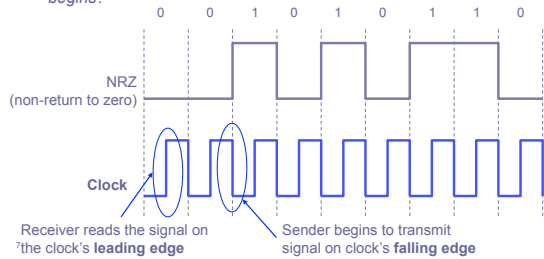 begins?
0 0 1 0 1 0 1 1 0
NRZ
(non-return to zero)
Clock
Receiver reads the signal on
7the clock's leading edge
Sender begins to transmit
signal on clock's falling edge